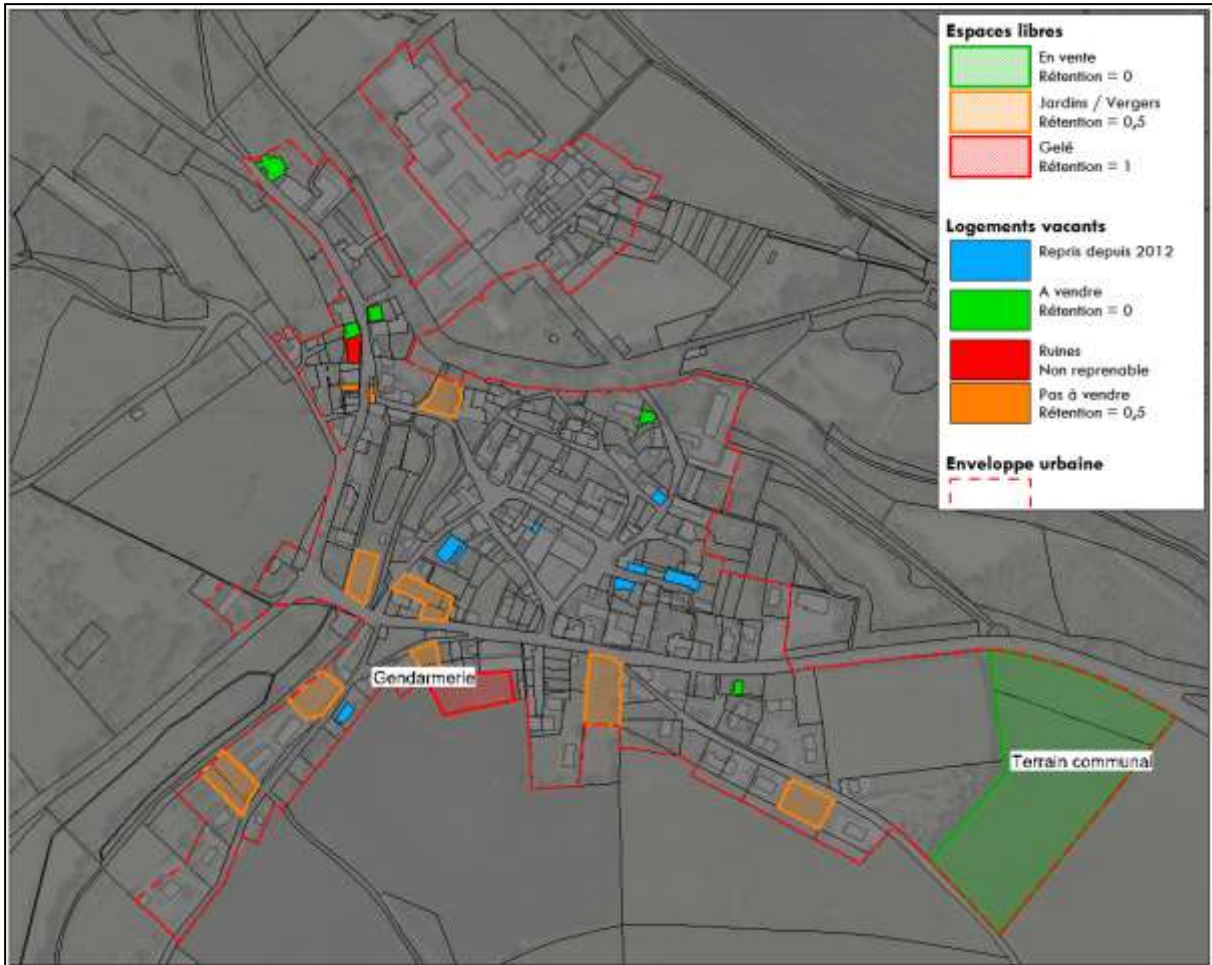 Espaces libres
En vente
Rétention = 0
Jardins / Vergers
Rétention = 0,5
Gelé
Rétention = 1
Logements vacants
Repris depuis 2012
A vendre
Rétention = 0
Ruines
Non reprenable
Pas à vendre
Rétention = 0,5
Enveloppe urbaine
Gendarmerie
Terrain communal